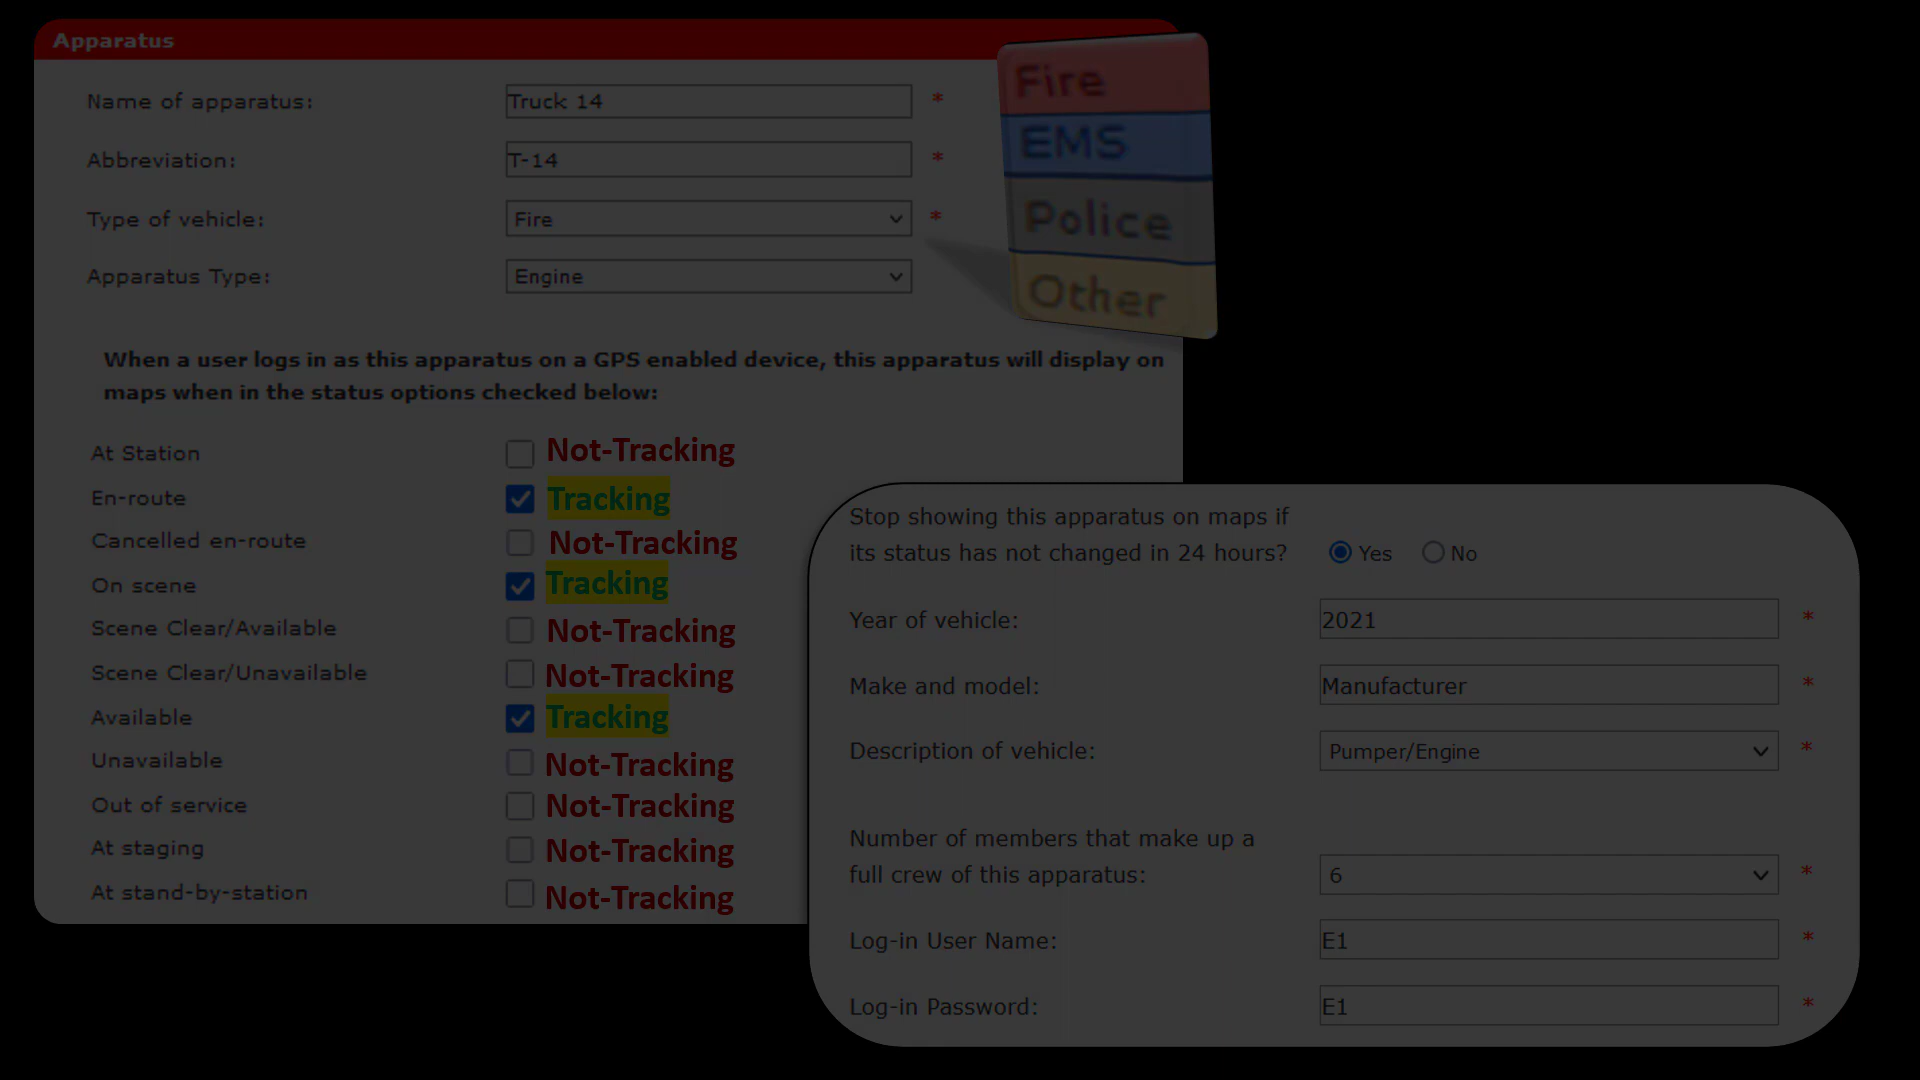 Apparatus
Name of apparatus: Truck 14 *
Abbreviation: T-14 *
Type of vehicle: Fire *
Apparatus Type: Engine
Fire
EMS
Police
Other
When a user logs in as this apparatus on a GPS enabled device, this apparatus will display on
maps when in the status options checked below:
At Station Not-Tracking
En-route Tracking
Cancelled en-route Not-Tracking
On scene Tracking
Scene Clear/Available Not-Tracking
Scene Clear/Unavailable Not-Tracking
Available Tracking
Unavailable Not-Tracking
Out of service Not-Tracking
At staging Not-Tracking
At stand-by-station Not-Tracking
Stop showing this apparatus on maps if
its status has not changed in 24 hours? Yes No
Year of vehicle: 2021 *
Make and model: Manufacturer *
Description of vehicle: Pumper/Engine *
Number of members that make up a
full crew of this apparatus: 6 *
Log-in User Name: E1 *
Log-in Password: E1 *